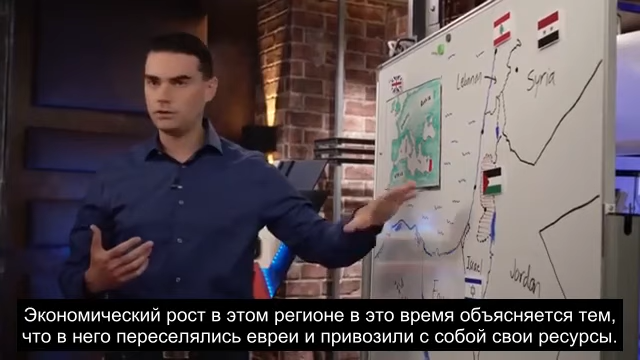 Lebanon
Syria
Israel
Jordan
Экономический рост в этом регионе в это время объясняется тем,
что в него переселялись евреи и привозили с собой свои ресурсы.